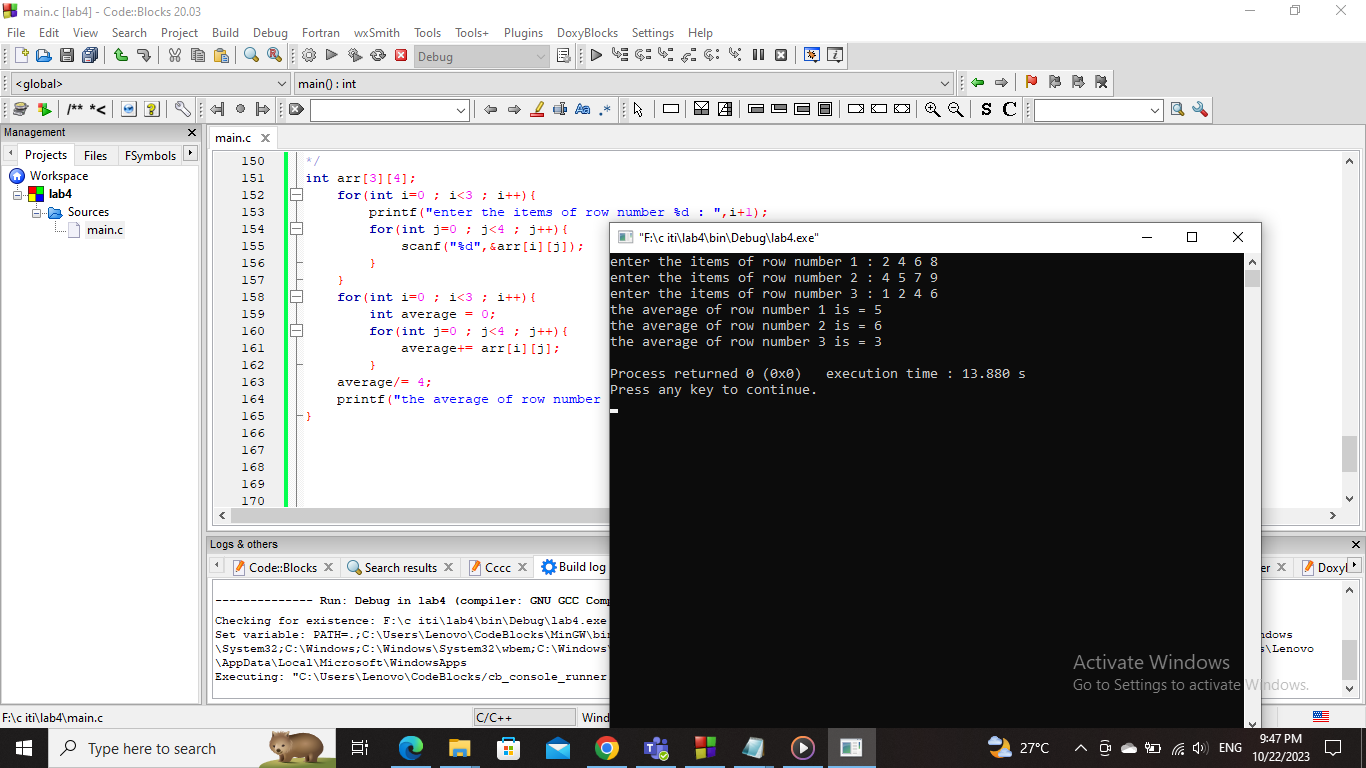 main.c [lab4] - Code::Blocks 20.03
File Edit View Search Project Build Debug Fortran wxSmith Tools Tools+ Plugins DoxyBlocks Settings Help
Debug
<global> main() : int
/** *< Aa .* S C
Management
main.c
Projects Files FSymbols
Workspace
lab4
Sources
main.c
150 */
151 int arr[3][4];
152 for(int i=0 ; i<3 ; i++){
153 printf("enter the items of row number %d : ",i+1);
154 for(int j=0 ; j<4 ; j++){
155 scanf("%d",&arr[i][j]);
156 }
157 }
158 for(int i=0 ; i<3 ; i++){
159 int average = 0;
160 for(int j=0 ; j<4 ; j++){
161 average+= arr[i][j];
162 }
163 average/= 4;
164 printf("the average of row number
165 }
166
167
168
169
170
"F:\c iti\lab4\bin\Debug\lab4.exe"
enter the items of row number 1 : 2 4 6 8
enter the items of row number 2 : 4 5 7 9
enter the items of row number 3 : 1 2 4 6
the average of row number 1 is = 5
the average of row number 2 is = 6
the average of row number 3 is = 3
Process returned 0 (0x0) execution time : 13.880 s
Press any key to continue.
Logs & others
Code::Blocks Search results Cccc Build log er Doxyl
-------------- Run: Debug in lab4 (compiler: GNU GCC Comp
Checking for existence: F:\c iti\lab4\bin\Debug\lab4.exe
Set variable: PATH=.;C:\Users\Lenovo\CodeBlocks\MinGW\bin ndows
\System32;C:\Windows;C:\Windows\System32\wbem;C:\Windows\ s\Lenovo
\AppData\Local\Microsoft\WindowsApps
Executing: "C:\Users\Lenovo\CodeBlocks/cb_console_runner
Activate Windows
Go to Settings to activate Windows.
F:\c iti\lab4\main.c C/C++ Wind
Type here to search
27°C ENG
9:47 PM
10/22/2023